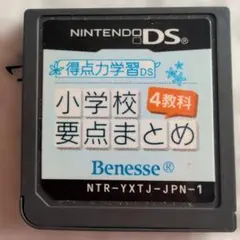 NINTENDO DS
得点力学習DS
小学校 4教科
要点まとめ
Benesse®
NTR-YXTJ-JPN-1